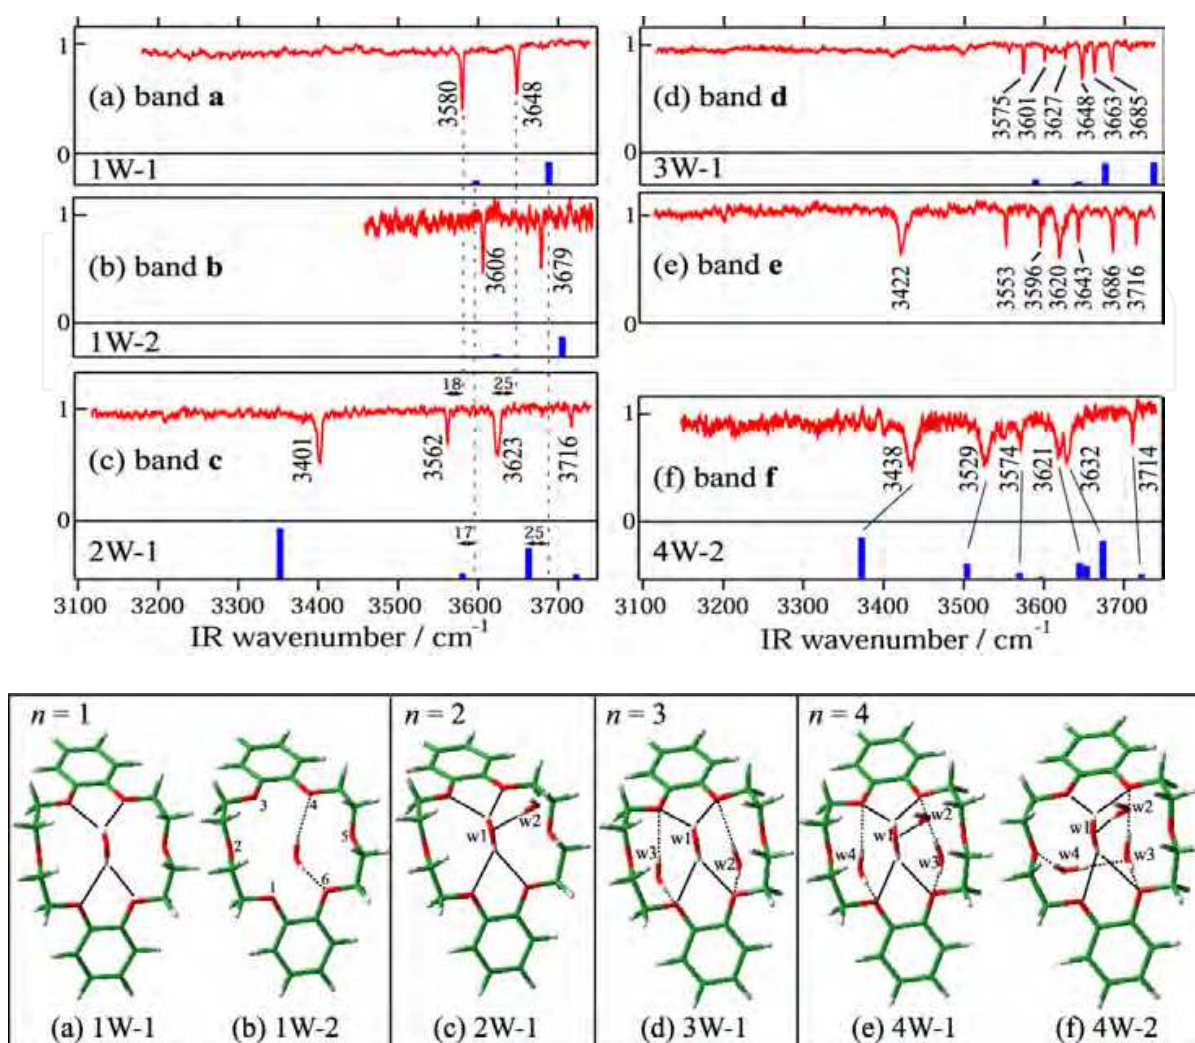 1
(a) band a
3580
3648
0
1W-1
1
(b) band b
3606
3679
0
1W-2
18
25
1
(c) band c
3401
3562
3623
3716
0
2W-1
17
25
3100 3200 3300 3400 3500 3600 3700
IR wavenumber / cm-1
1
(d) band d
3575
3601
3627
3648
3663
3685
0
3W-1
1
(e) band e
3422
3553
3596
3620
3643
3686
3716
0
1
(f) band f
3438
3529
3574
3621
3632
3714
0
4W-2
3100 3200 3300 3400 3500 3600 3700
IR wavenumber / cm-1
n = 1
3
4
2
5
1
6
(a) 1W-1
(b) 1W-2
n = 2
w1
w2
(c) 2W-1
n = 3
w1
w3
w2
(d) 3W-1
n = 4
w2
w1
w4
w3
(e) 4W-1
w2
w1
w4
w3
(f) 4W-2